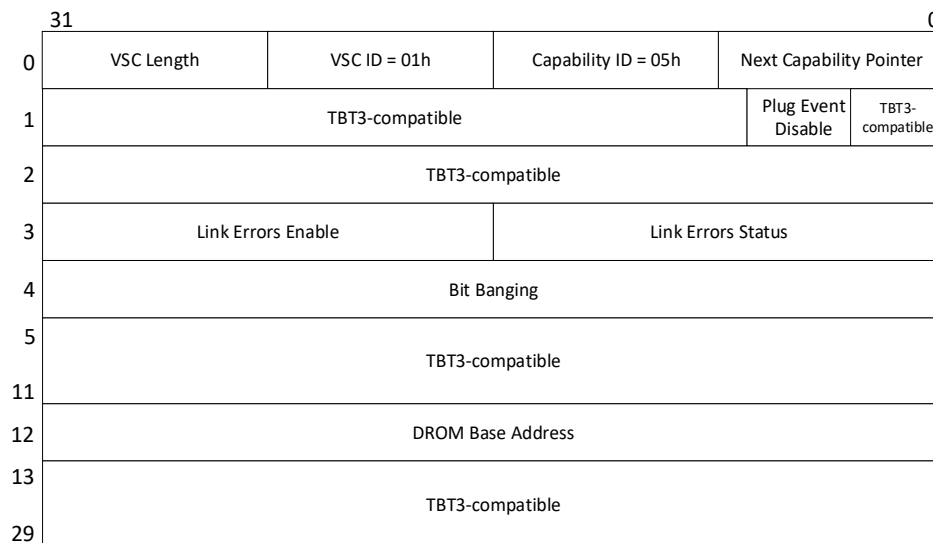 31 0
0 VSC Length VSC ID = 01h Capability ID = 05h Next Capability Pointer
1 TBT3-compatible Plug Event Disable TBT3-compatible
2 TBT3-compatible
3 Link Errors Enable Link Errors Status
4 Bit Banging
5
TBT3-compatible
11
12 DROM Base Address
13
TBT3-compatible
29